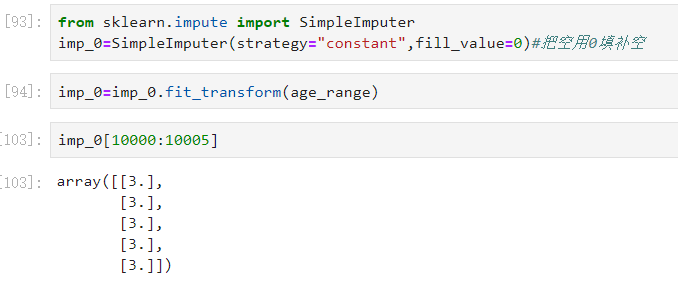 [93]:
from sklearn.impute import SimpleImputer
imp_0=SimpleImputer(strategy="constant",fill_value=0)#把空用0填补空
[94]:
imp_0=imp_0.fit_transform(age_range)
[103]:
imp_0[10000:10005]
[103]:
array([[3.],
[3.],
[3.],
[3.],
[3.]])